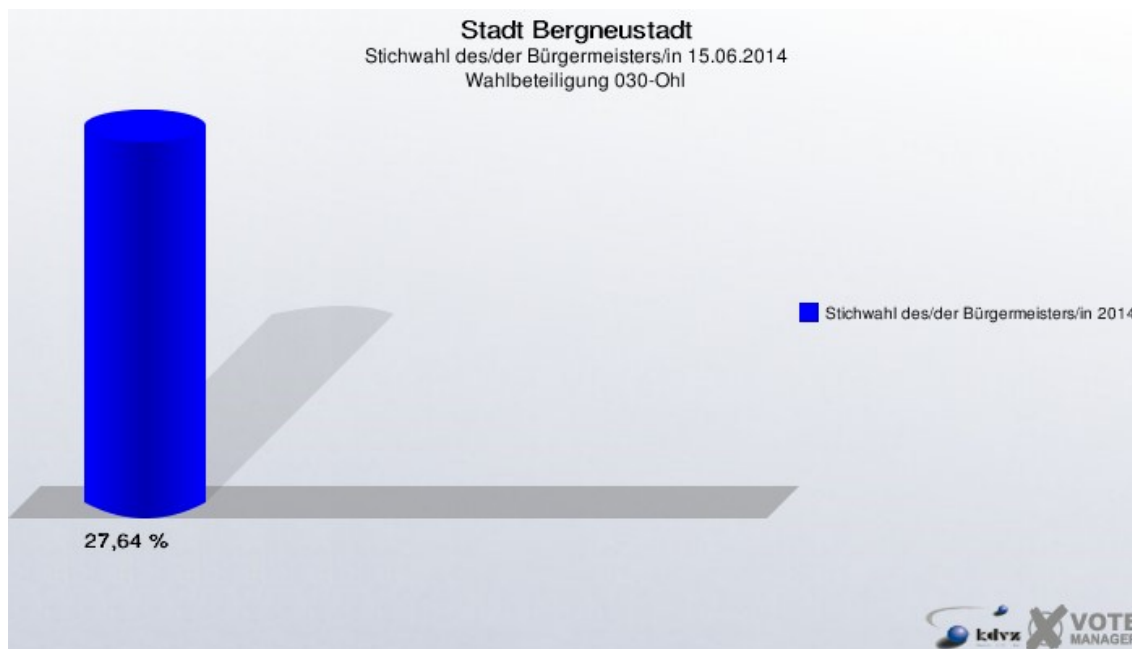 Stadt Bergneustadt
Stichwahl des/der Bürgermeisters/in 15.06.2014
Wahlbeteiligung 030-Ohl
Stichwahl des/der Bürgermeisters/in 2014
27,64 %
kdvz
VOTE
MANAGER